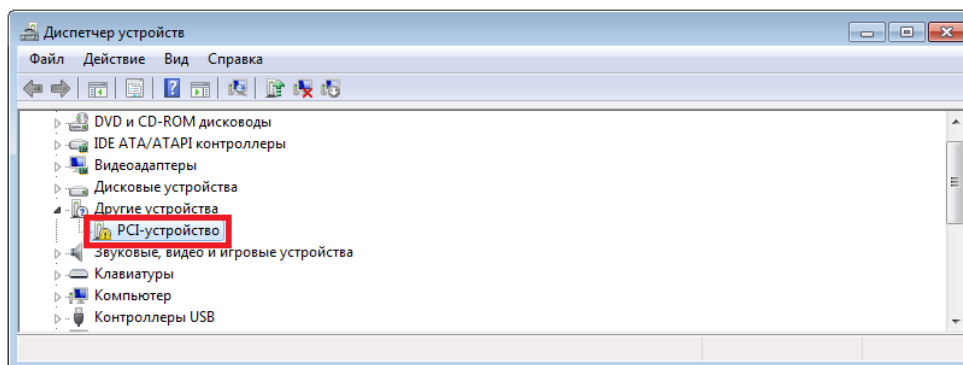 Диспетчер устройств
Файл Действие Вид Справка
DVD и CD-ROM дисководы
IDE ATA/ATAPI контроллеры
Видеоадаптеры
Дисковые устройства
Другие устройства
PCI-устройство
Звуковые, видео и игровые устройства
Клавиатуры
Компьютер
Контроллеры USB